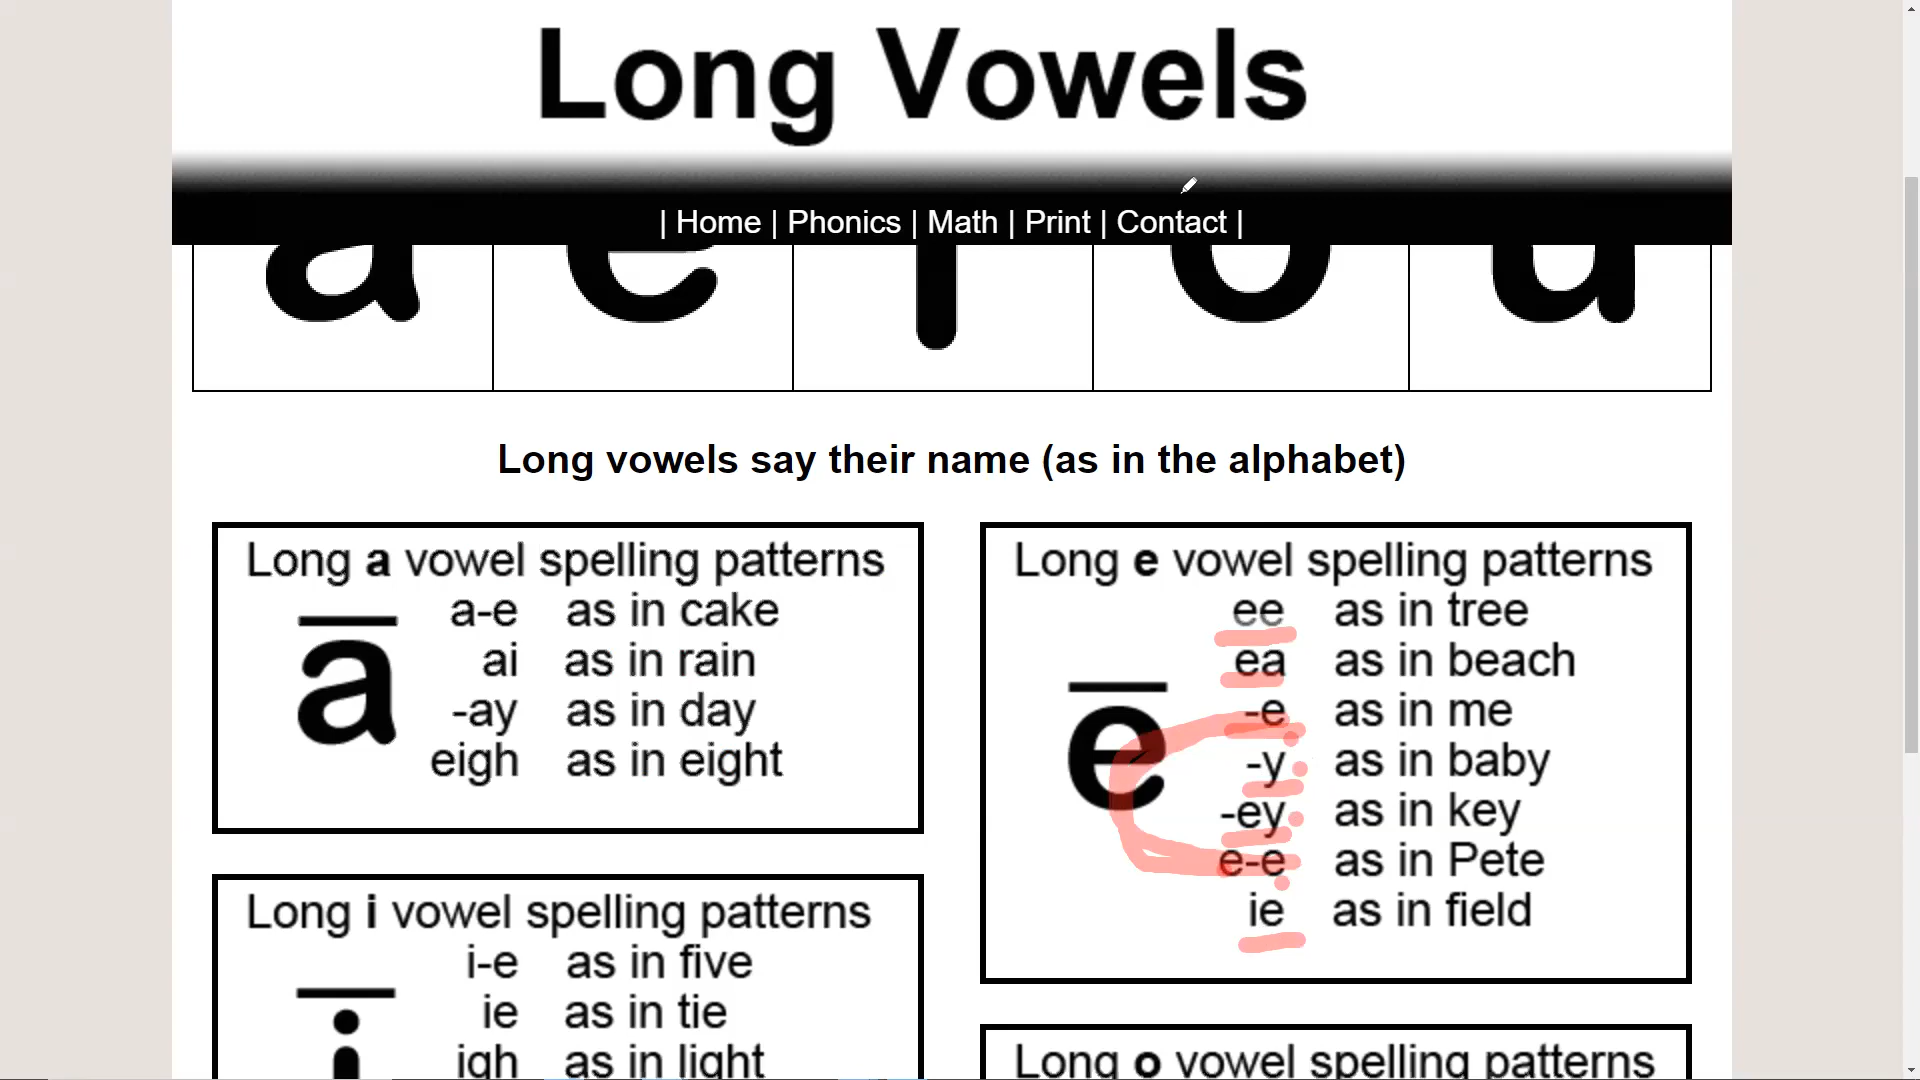 Long Vowels
| Home | Phonics | Math | Print | Contact |
a e i o u
Long vowels say their name (as in the alphabet)
Long a vowel spelling patterns
ā
a-e as in cake
ai as in rain
-ay as in day
eigh as in eight
Long e vowel spelling patterns
ē
ee as in tree
ea as in beach
-e as in me
-y as in baby
-ey as in key
e-e as in Pete
ie as in field
Long i vowel spelling patterns
ī
i-e as in five
ie as in tie
igh as in light
Long o vowel spelling patterns